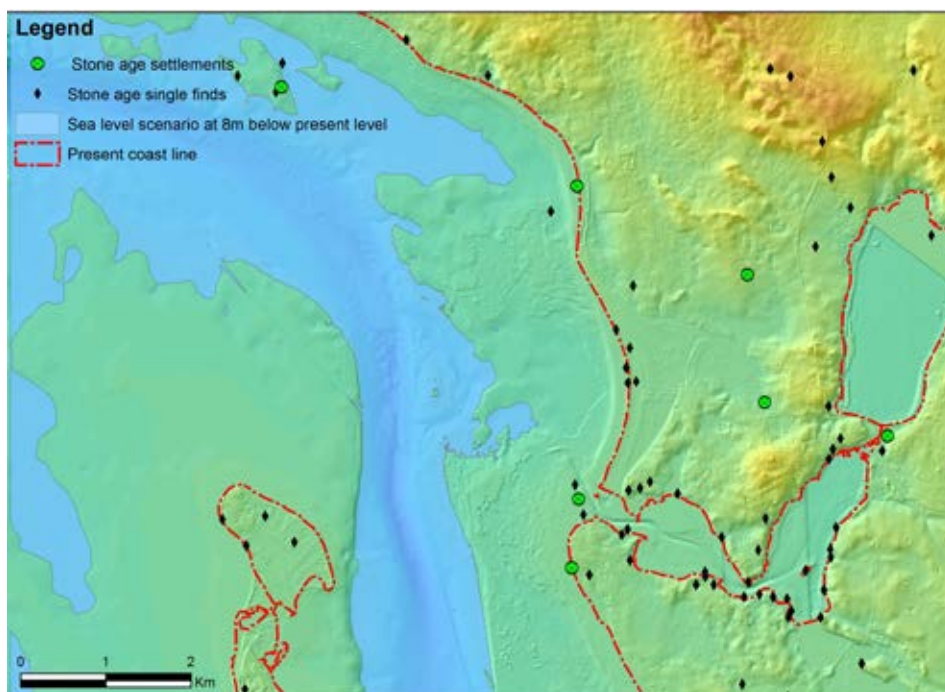 Legend
Stone age settlements
Stone age single finds
Sea level scenario at 8m below present level
Present coast line
0 1 2
Km